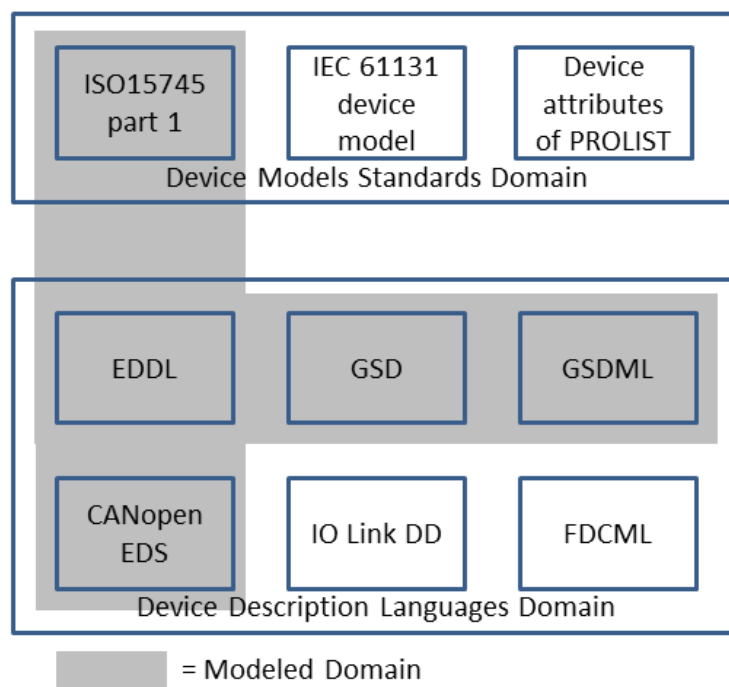 ISO15745
part 1
IEC 61131
device
model
Device
attributes
of PROLIST
Device Models Standards Domain
EDDL
GSD
GSDML
CANopen
EDS
IO Link DD
FDCML
Device Description Languages Domain
= Modeled Domain